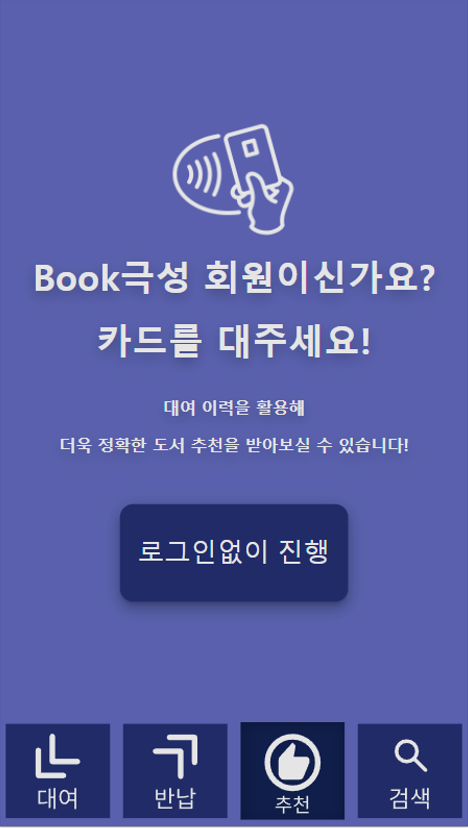 Book극성 회원이신가요?
카드를 대주세요!
대여 이력을 활용해
더욱 정확한 도서 추천을 받아보실 수 있습니다!
로그인없이 진행
대여
반납
추천
검색